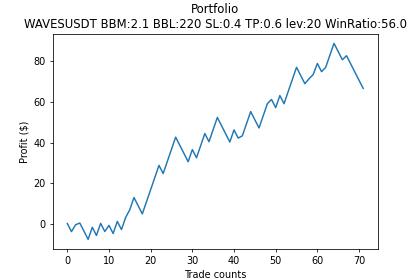 Portfolio
WAVESUSDT BBM:2.1 BBL:220 SL:0.4 TP:0.6 lev:20 WinRatio:56.0
Profit ($)
80
60
40
20
0
0 10 20 30 40 50 60 70
Trade counts